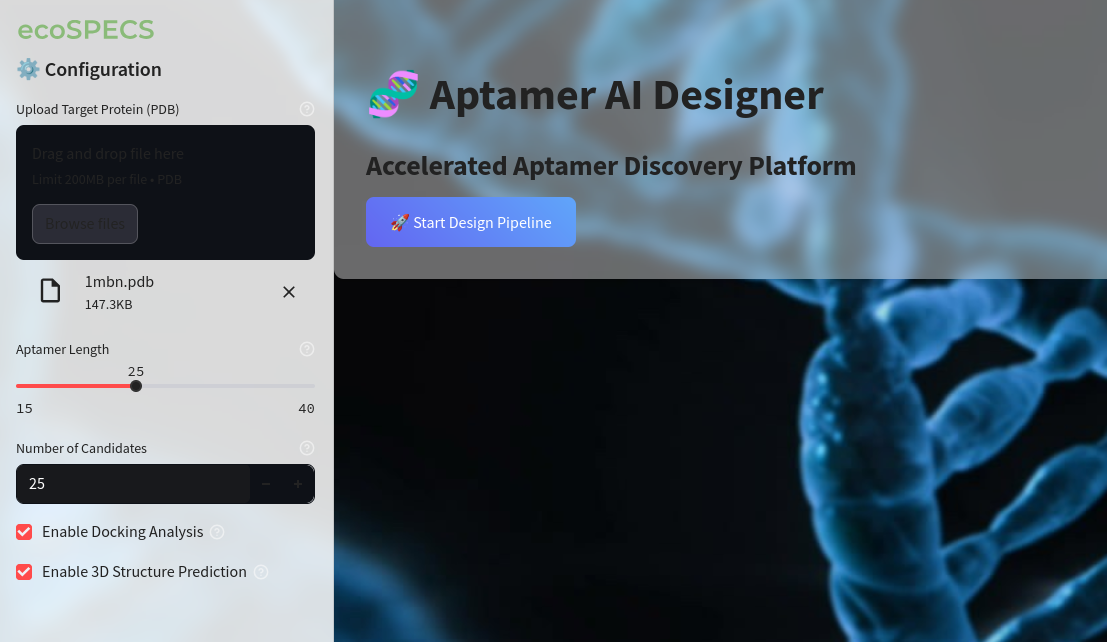 ecoSPECS
Configuration
Upload Target Protein (PDB)
Drag and drop file here
Limit 200MB per file • PDB
Browse files
1mbn.pdb
147.3KB
Aptamer Length
25
15 40
Number of Candidates
25
Enable Docking Analysis
Enable 3D Structure Prediction
Aptamer AI Designer
Accelerated Aptamer Discovery Platform
Start Design Pipeline